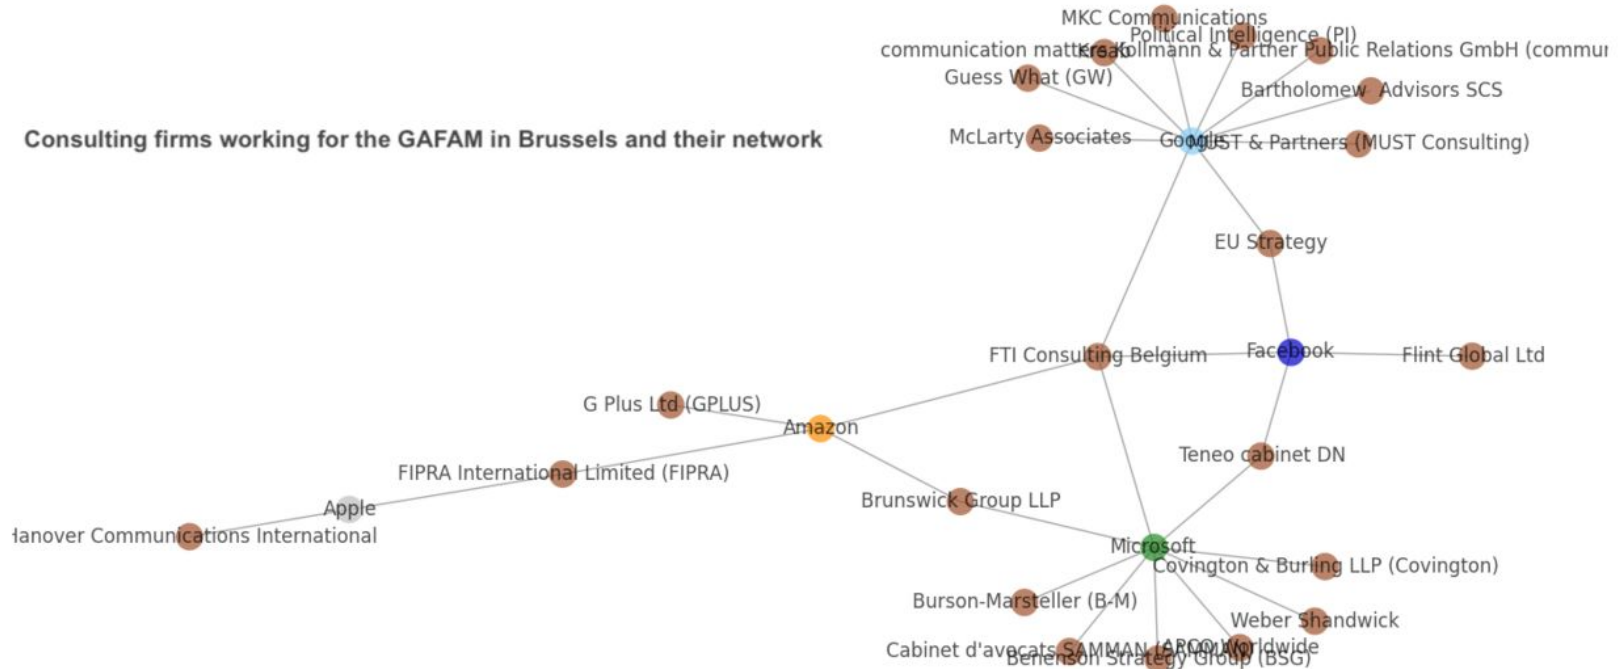 MKC Communications
Political Intelligence (PI)
communication matters Kollmann & Partner Public Relations GmbH (commun
Kreab
Guess What (GW)
Bartholomew Advisors SCS
Consulting firms working for the GAFAM in Brussels and their network
McLarty Associates
Google
MUST & Partners (MUST Consulting)
EU Strategy
FTI Consulting Belgium
Facebook
Flint Global Ltd
G Plus Ltd (GPLUS)
Amazon
FIPRA International Limited (FIPRA)
Teneo cabinet DN
Apple
Brunswick Group LLP
Hanover Communications International
Microsoft
Covington & Burling LLP (Covington)
Burson-Marsteller (B-M)
Weber Shandwick
Cabinet d'avocats SAMMAN (SAMMAN)
APCO Worldwide
Benenson Strategy Group (BSG)